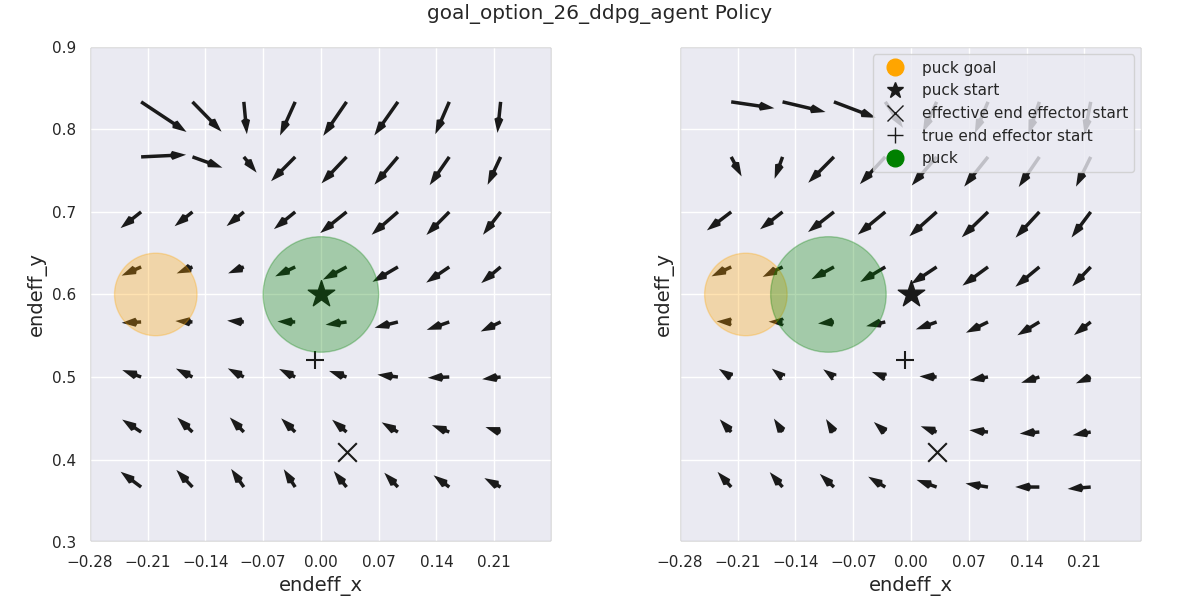 goal_option_26_ddpg_agent Policy
0.9
0.8
0.7
0.6
0.5
0.4
0.3
endeff_y
−0.28 −0.21 −0.14 −0.07 0.00 0.07 0.14 0.21
endeff_x
puck goal
puck start
effective end effector start
true end effector start
puck
endeff_y
−0.28 −0.21 −0.14 −0.07 0.00 0.07 0.14 0.21
endeff_x